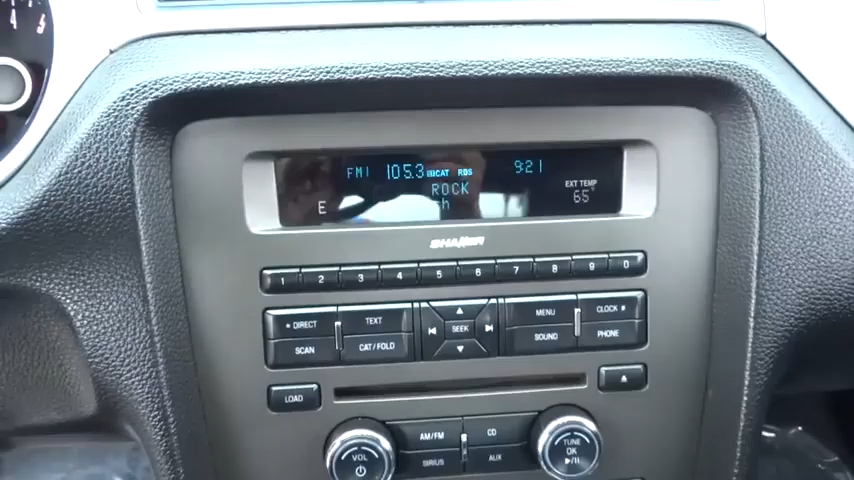 4
FM1 105.3 CAT RDS 9:21
ROCK
EXT TEMP
E 65°
SHAKER
1 2 3 4 5 6 7 8 9 0
* DIRECT TEXT MENU CLOCK #
SEEK
SCAN CAT/FOLD SOUND PHONE
LOAD
AM/FM CD
VOL TUNE
OK
SIRIUS AUX